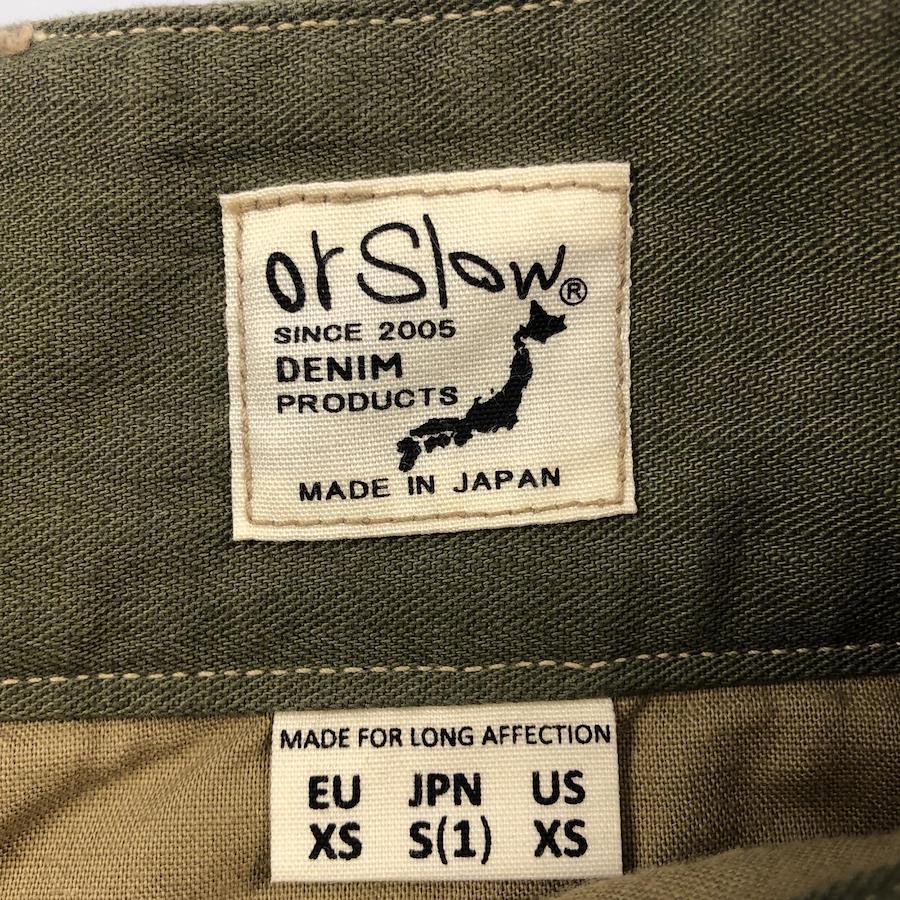 orSlow®
SINCE 2005
DENIM
PRODUCTS
MADE IN JAPAN
MADE FOR LONG AFFECTION
EU JPN US
XS S(1) XS